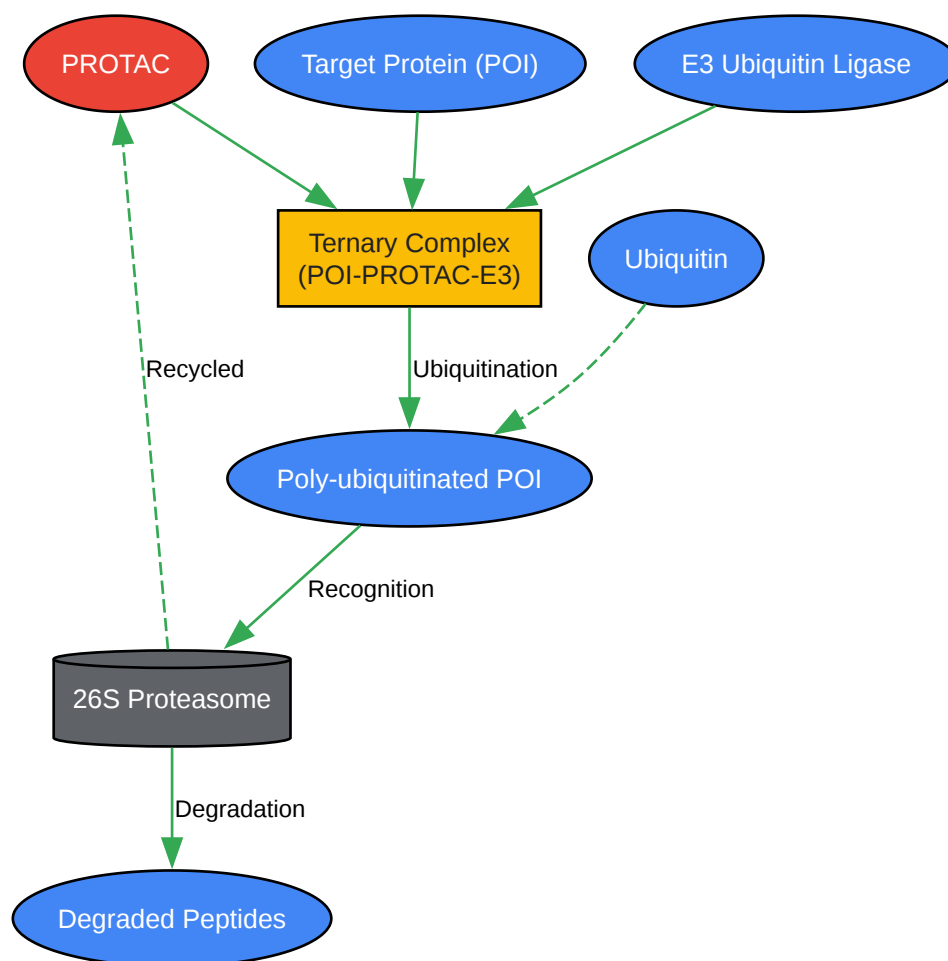 PROTAC
Target Protein (POI)
E3 Ubiquitin Ligase
Ternary Complex
(POI-PROTAC-E3)
Ubiquitin
Recycled
Ubiquitination
Poly-ubiquitinated POI
Recognition
26S Proteasome
Degradation
Degraded Peptides